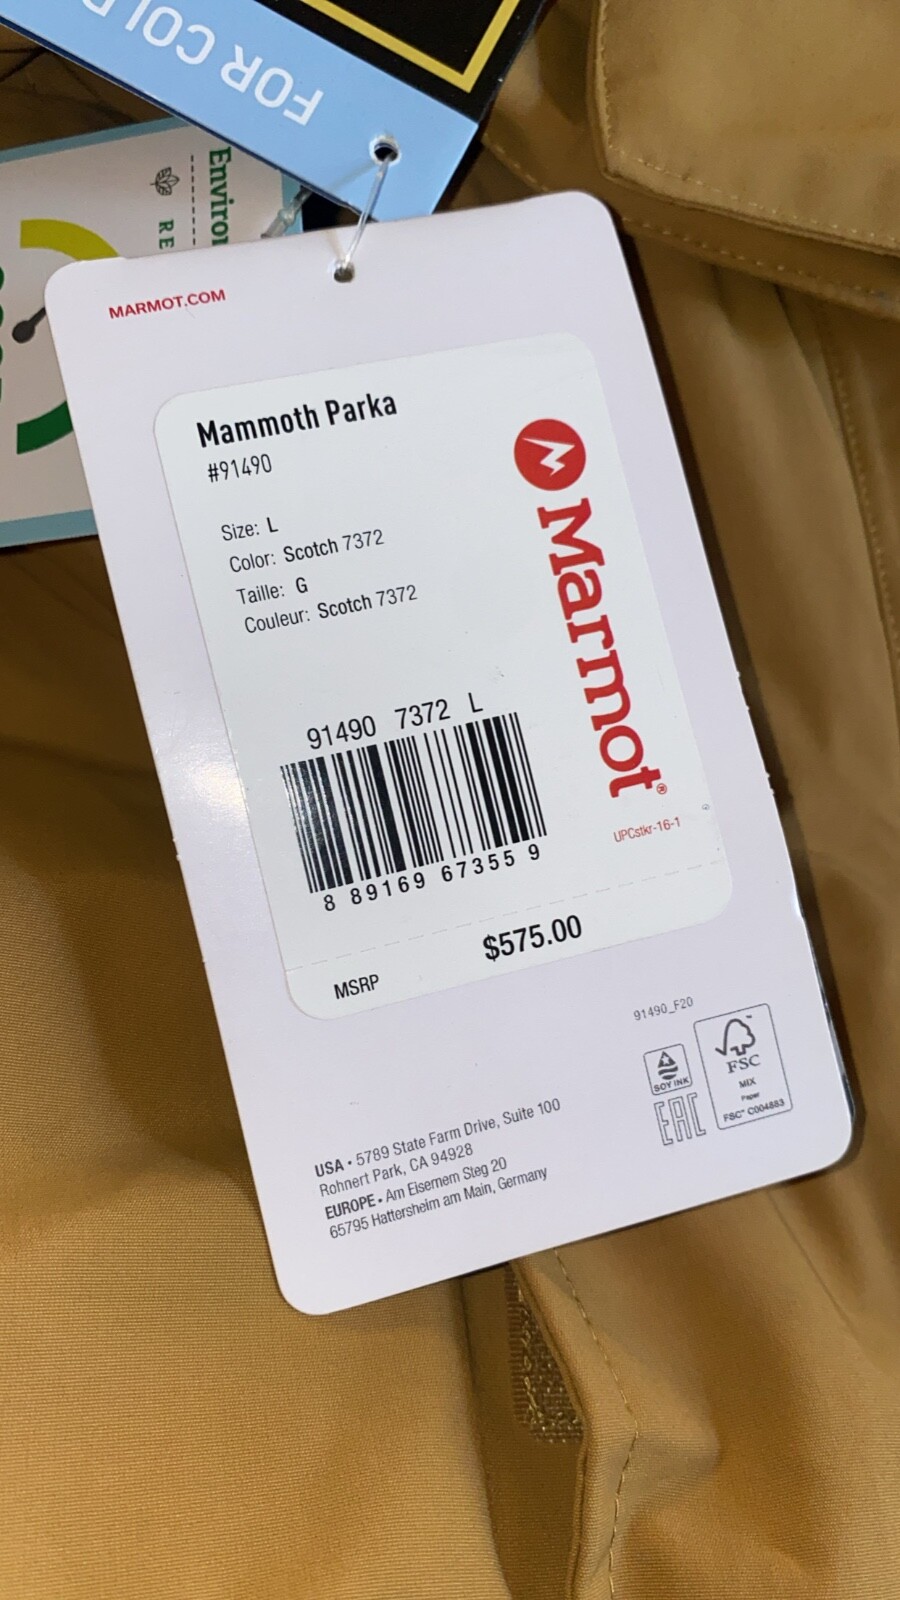 FOR COLD
Environ
RE
MARMOT.COM
Mammoth Parka
#91490
Size: L
Color: Scotch 7372
Taille: G
Couleur: Scotch 7372
Marmot®
91490 7372 L
8 89169 67355 9
UPCstkr-16-1
MSRP $575.00
91490_F20
SOY INK
EAC
FSC™
MIX
Paper
FSC® C004883
USA • 5789 State Farm Drive, Suite 100
Rohnert Park, CA 94928
EUROPE • Am Eisernem Steg 20
65795 Hattersheim am Main, Germany